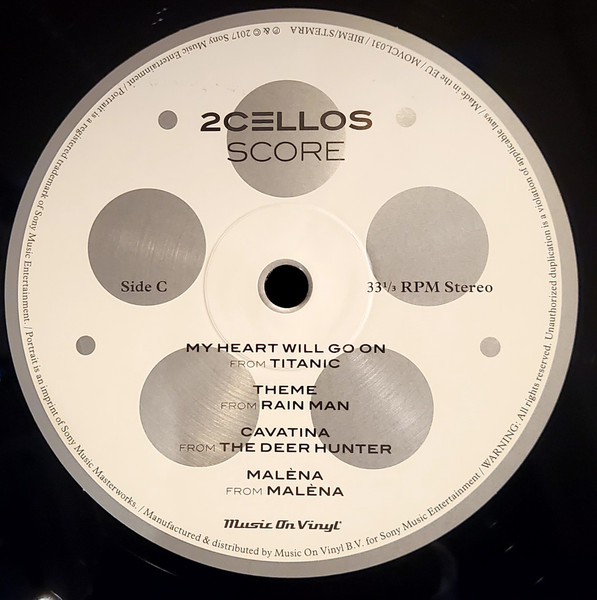 2CELLOS
SCORE
Side C
33⅓ RPM Stereo
MY HEART WILL GO ON
FROM TITANIC
THEME
FROM RAIN MAN
CAVATINA
FROM THE DEER HUNTER
MALÈNA
FROM MALÈNA
Music On Vinyl
℗ & © 2017 Sony Music Entertainment / Portrait is a registered trademark of Sony Music Entertainment. / Portrait is an imprint of Sony Music Masterworks. / Manufactured & distributed by Music On Vinyl B.V. for Sony Music Entertainment / WARNING: All rights reserved. Unauthorized duplication is a violation of applicable laws / Made in the EU / MOVCL031 / BIEM/STEMRA